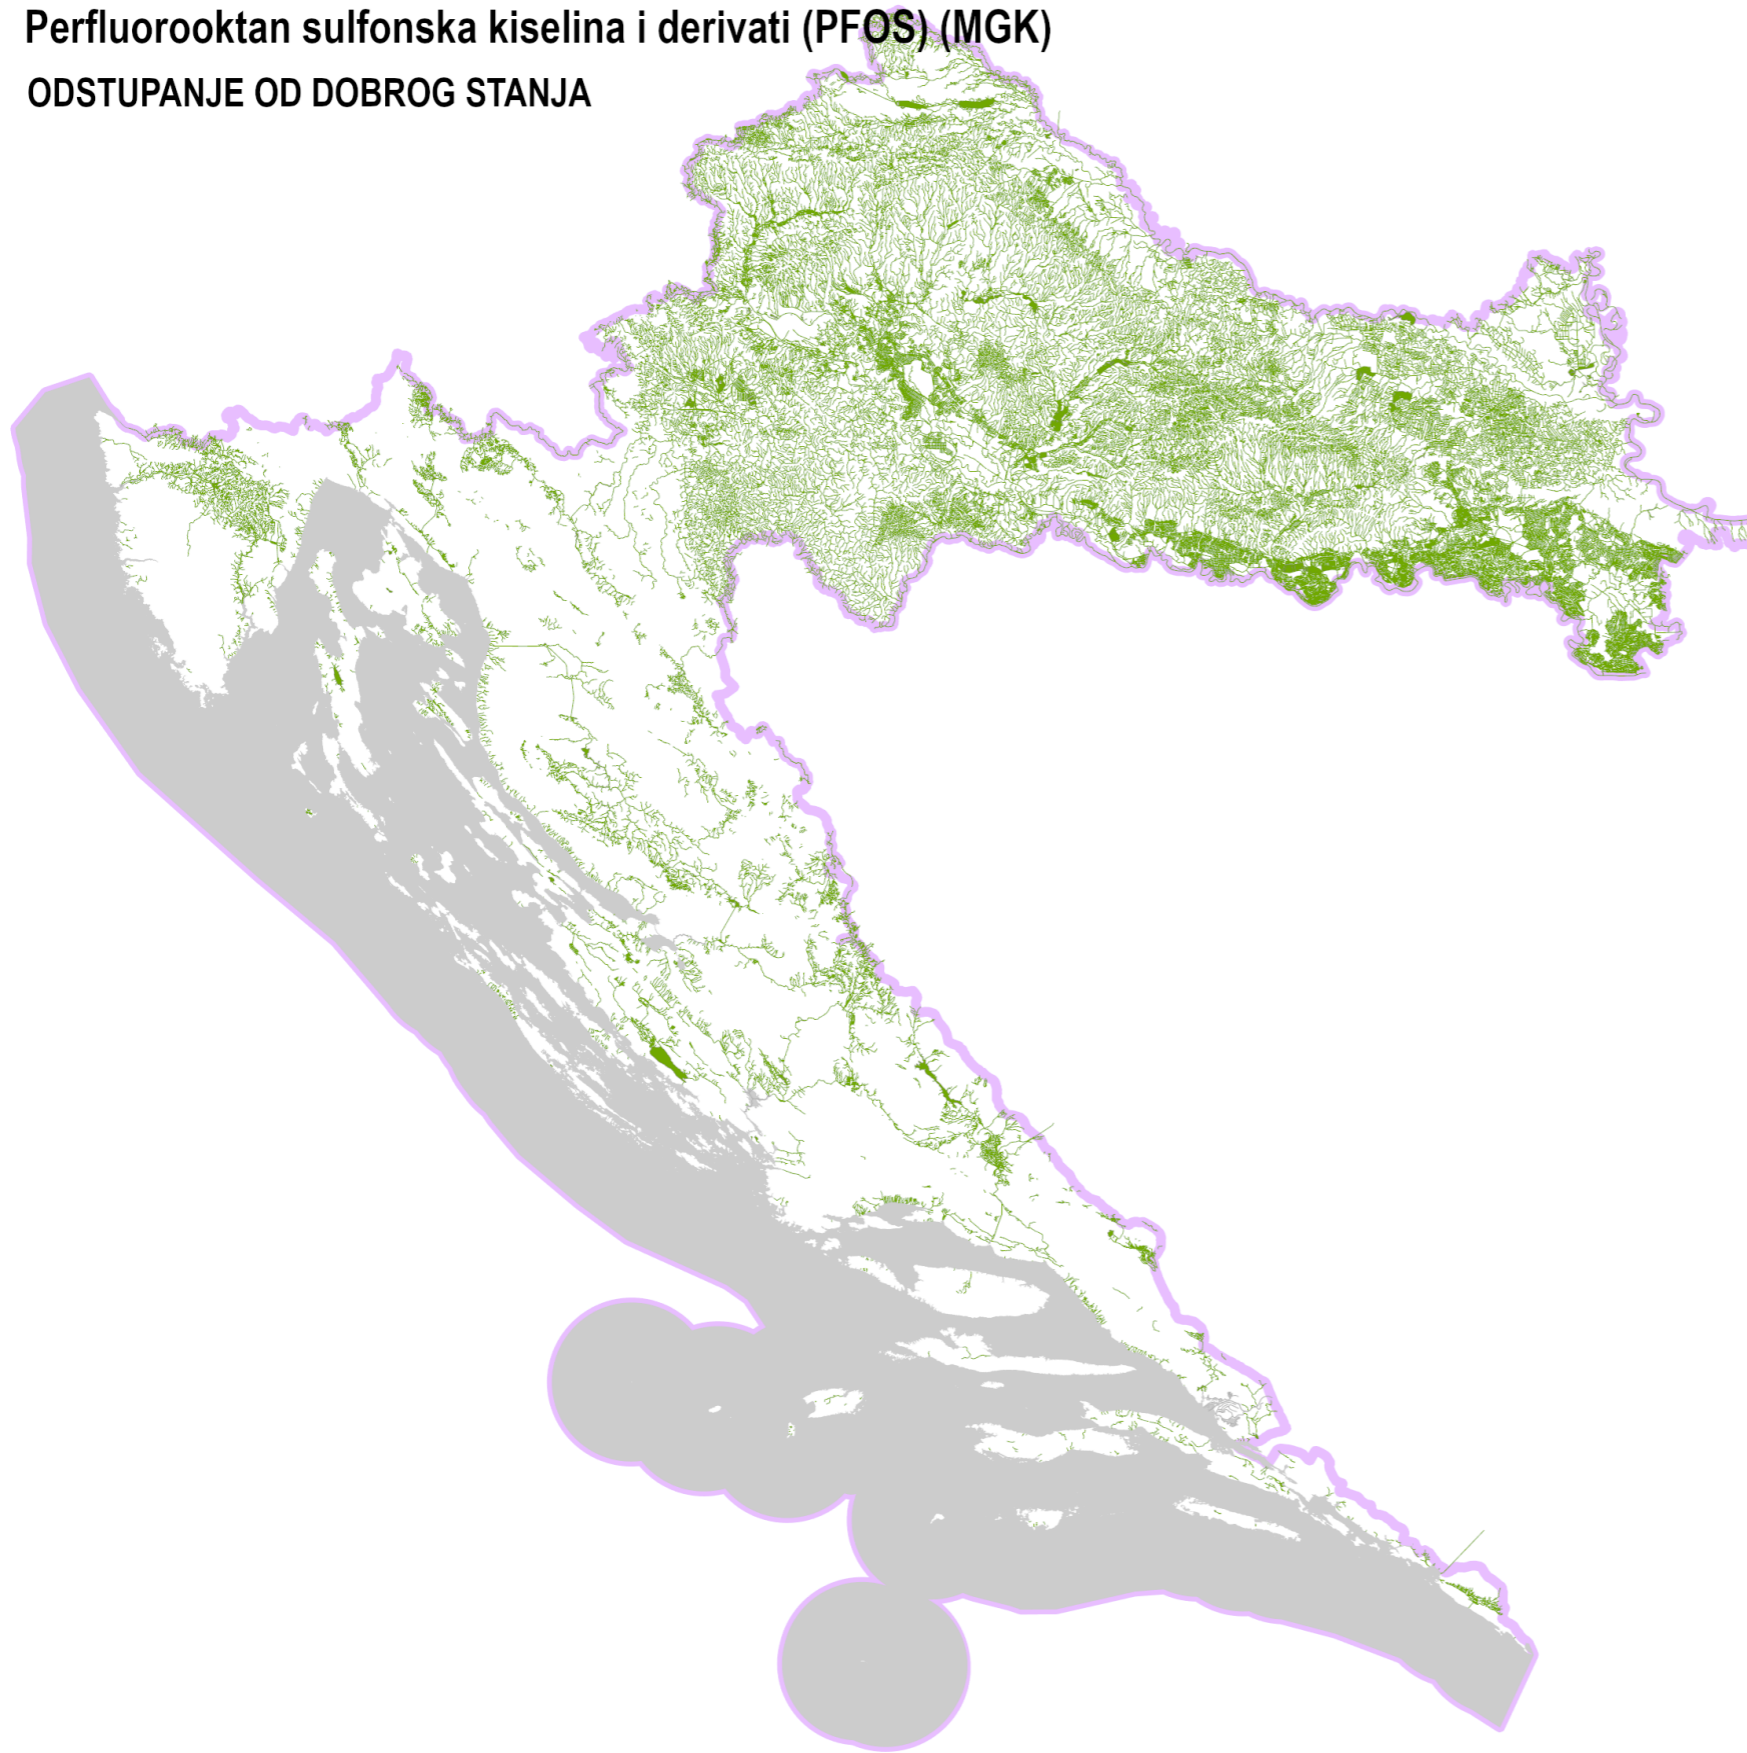 Perfluorooktan sulfonska kiselina i derivati (PFOS) (MGK)
ODSTUPANJE OD DOBROG STANJA